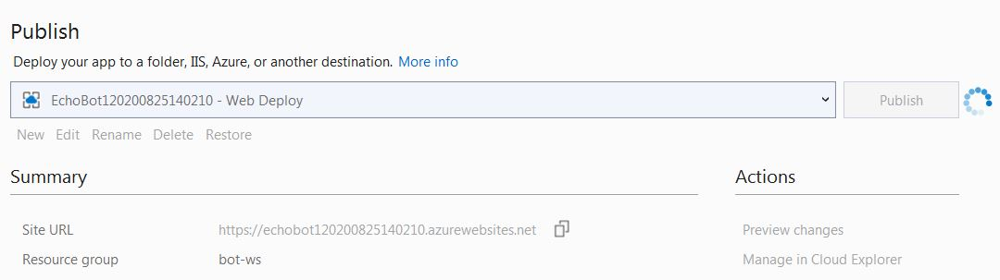 Publish
Deploy your app to a folder, IIS, Azure, or another destination. More info
EchoBot120200825140210 - Web Deploy
Publish
New Edit Rename Delete Restore
Summary
Actions
Site URL https://echobot120200825140210.azurewebsites.net
Preview changes
Resource group bot-ws
Manage in Cloud Explorer